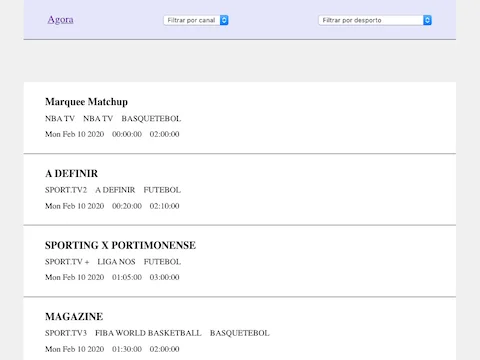 Agora Filtrar por canal Filtrar por desporto
Marquee Matchup
NBA TV NBA TV BASQUETEBOL
Mon Feb 10 2020 00:00:00 02:00:00
A DEFINIR
SPORT.TV2 A DEFINIR FUTEBOL
Mon Feb 10 2020 00:20:00 02:10:00
SPORTING X PORTIMONENSE
SPORT.TV + LIGA NOS FUTEBOL
Mon Feb 10 2020 01:05:00 03:00:00
MAGAZINE
SPORT.TV3 FIBA WORLD BASKETBALL BASQUETEBOL
Mon Feb 10 2020 01:30:00 02:00:00